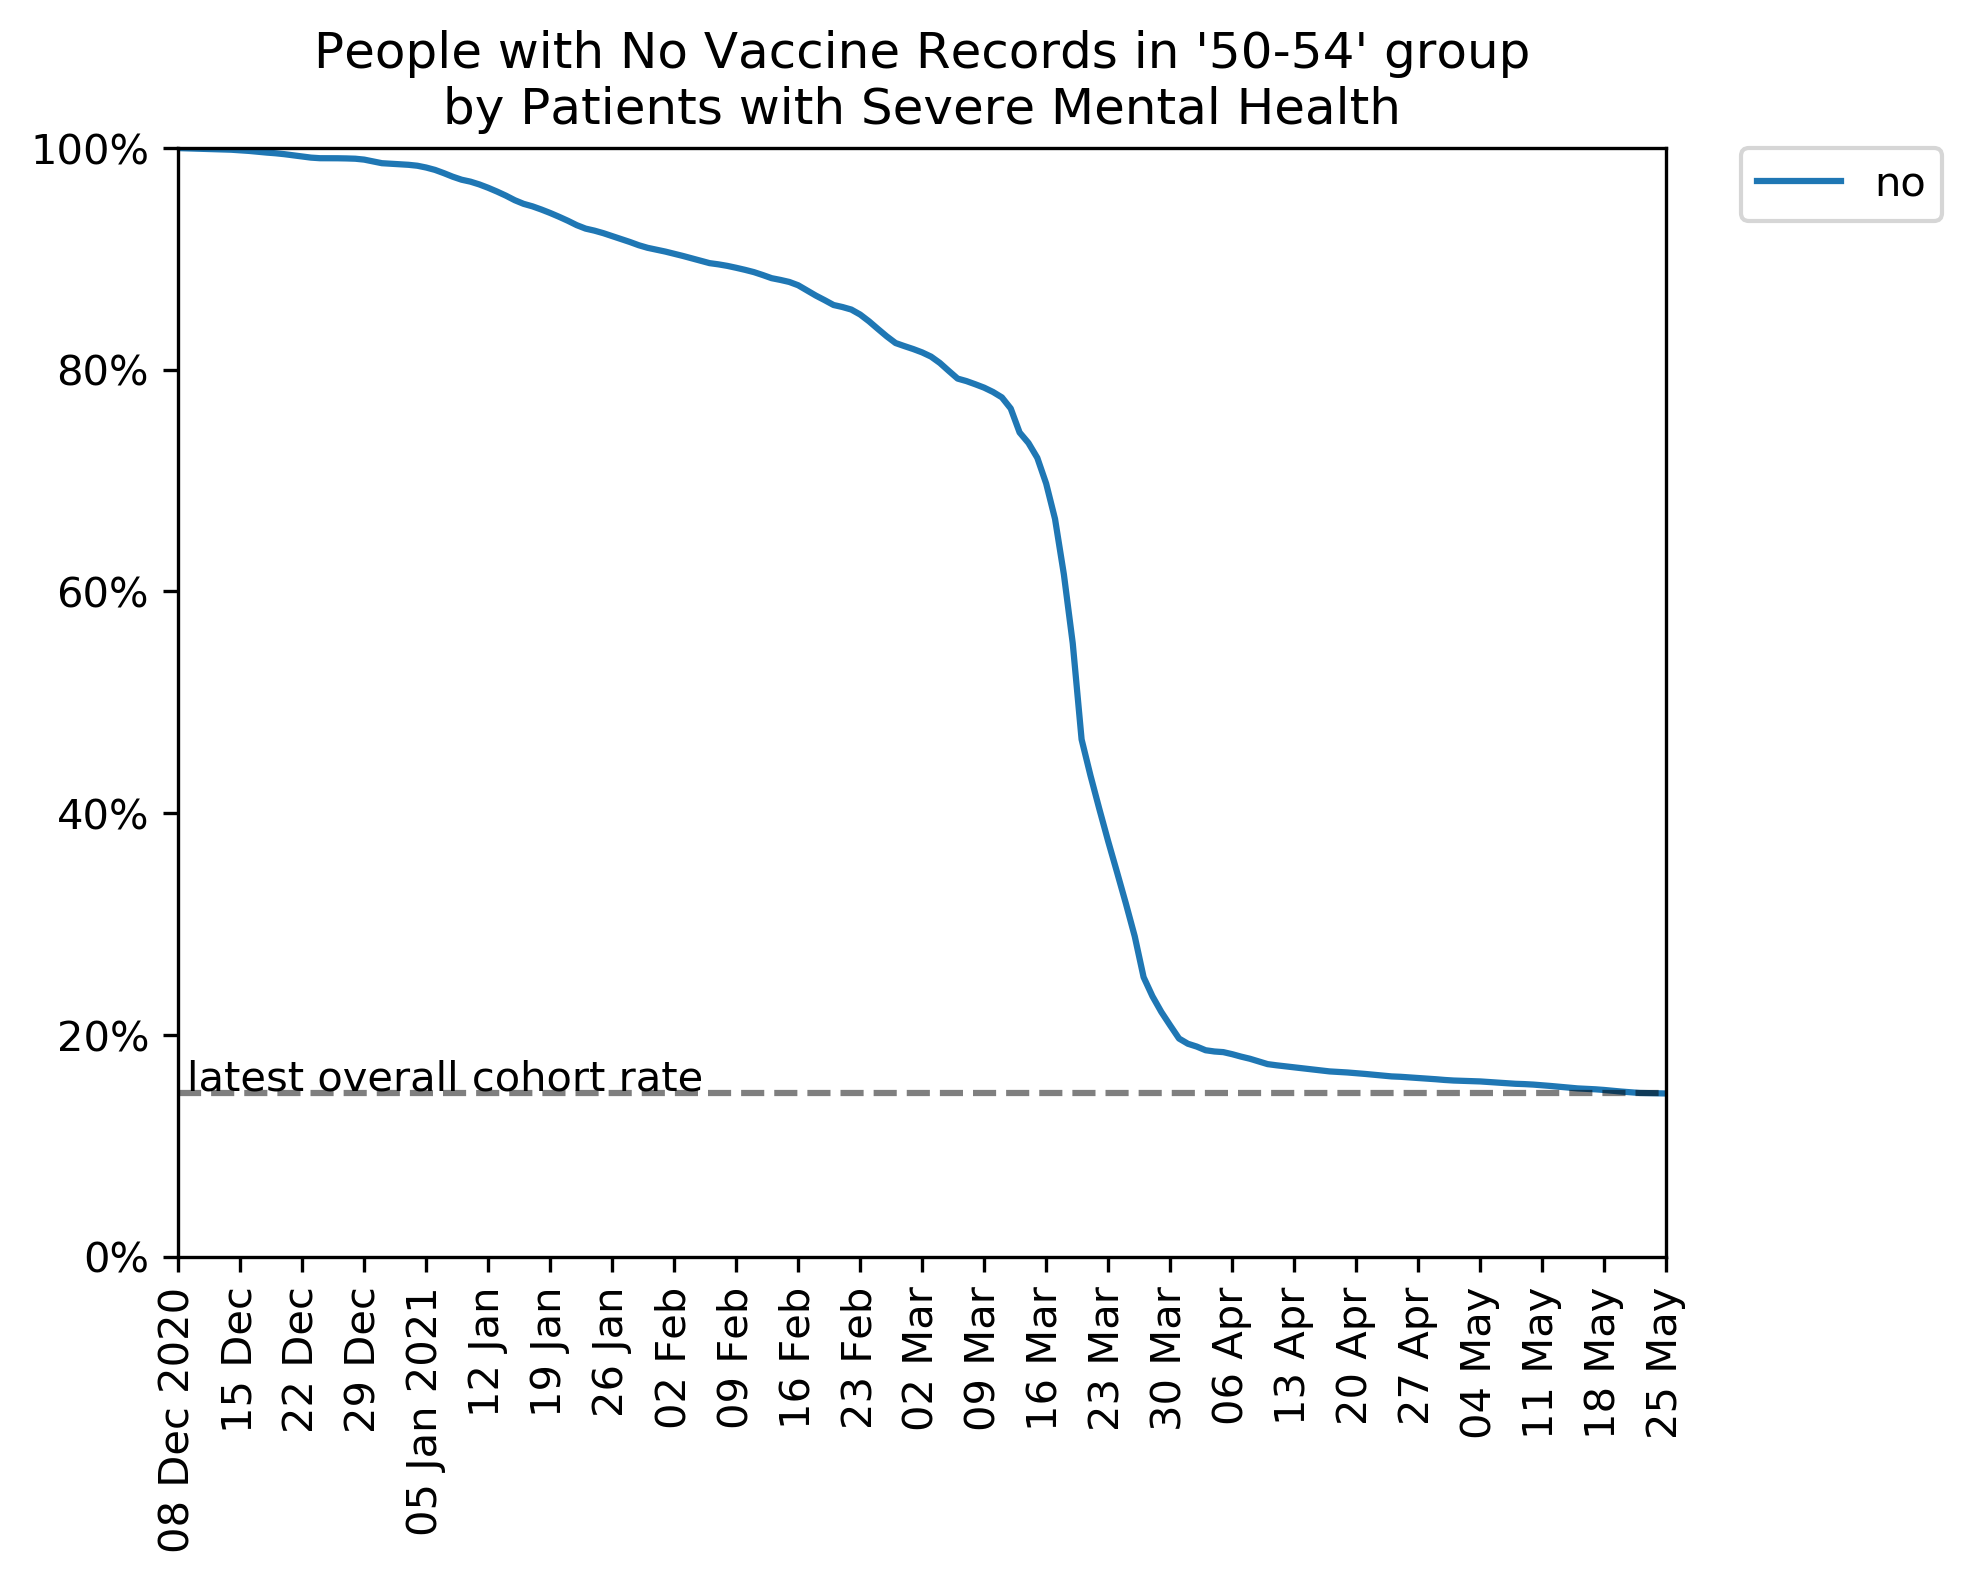 People with No Vaccine Records in '50-54' group
by Patients with Severe Mental Health
100%
80%
60%
40%
20%
0%
no
latest overall cohort rate
08 Dec 2020
15 Dec
22 Dec
29 Dec
05 Jan 2021
12 Jan
19 Jan
26 Jan
02 Feb
09 Feb
16 Feb
23 Feb
02 Mar
09 Mar
16 Mar
23 Mar
30 Mar
06 Apr
13 Apr
20 Apr
27 Apr
04 May
11 May
18 May
25 May